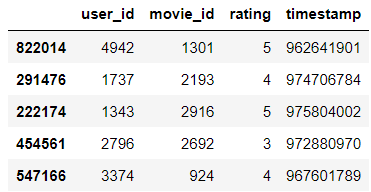 user_id movie_id rating timestamp
822014 4942 1301 5 962641901
291476 1737 2193 4 974706784
222174 1343 2916 5 975804002
454561 2796 2692 3 972880970
547166 3374 924 4 967601789